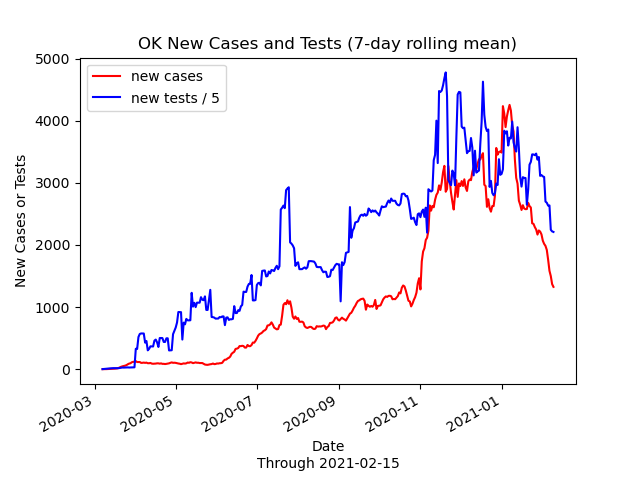 OK New Cases and Tests (7-day rolling mean)
new cases
new tests / 5
New Cases or Tests
5000
4000
3000
2000
1000
0
2020-03
2020-05
2020-07
2020-09
2020-11
2021-01
Date
Through 2021-02-15